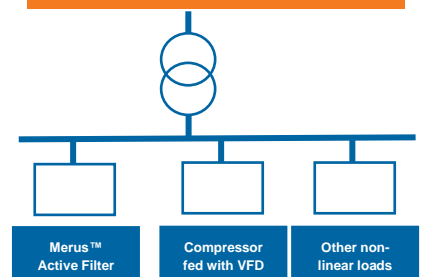 Merus™
Active Filter
Compressor
fed with VFD
Other non-
linear loads